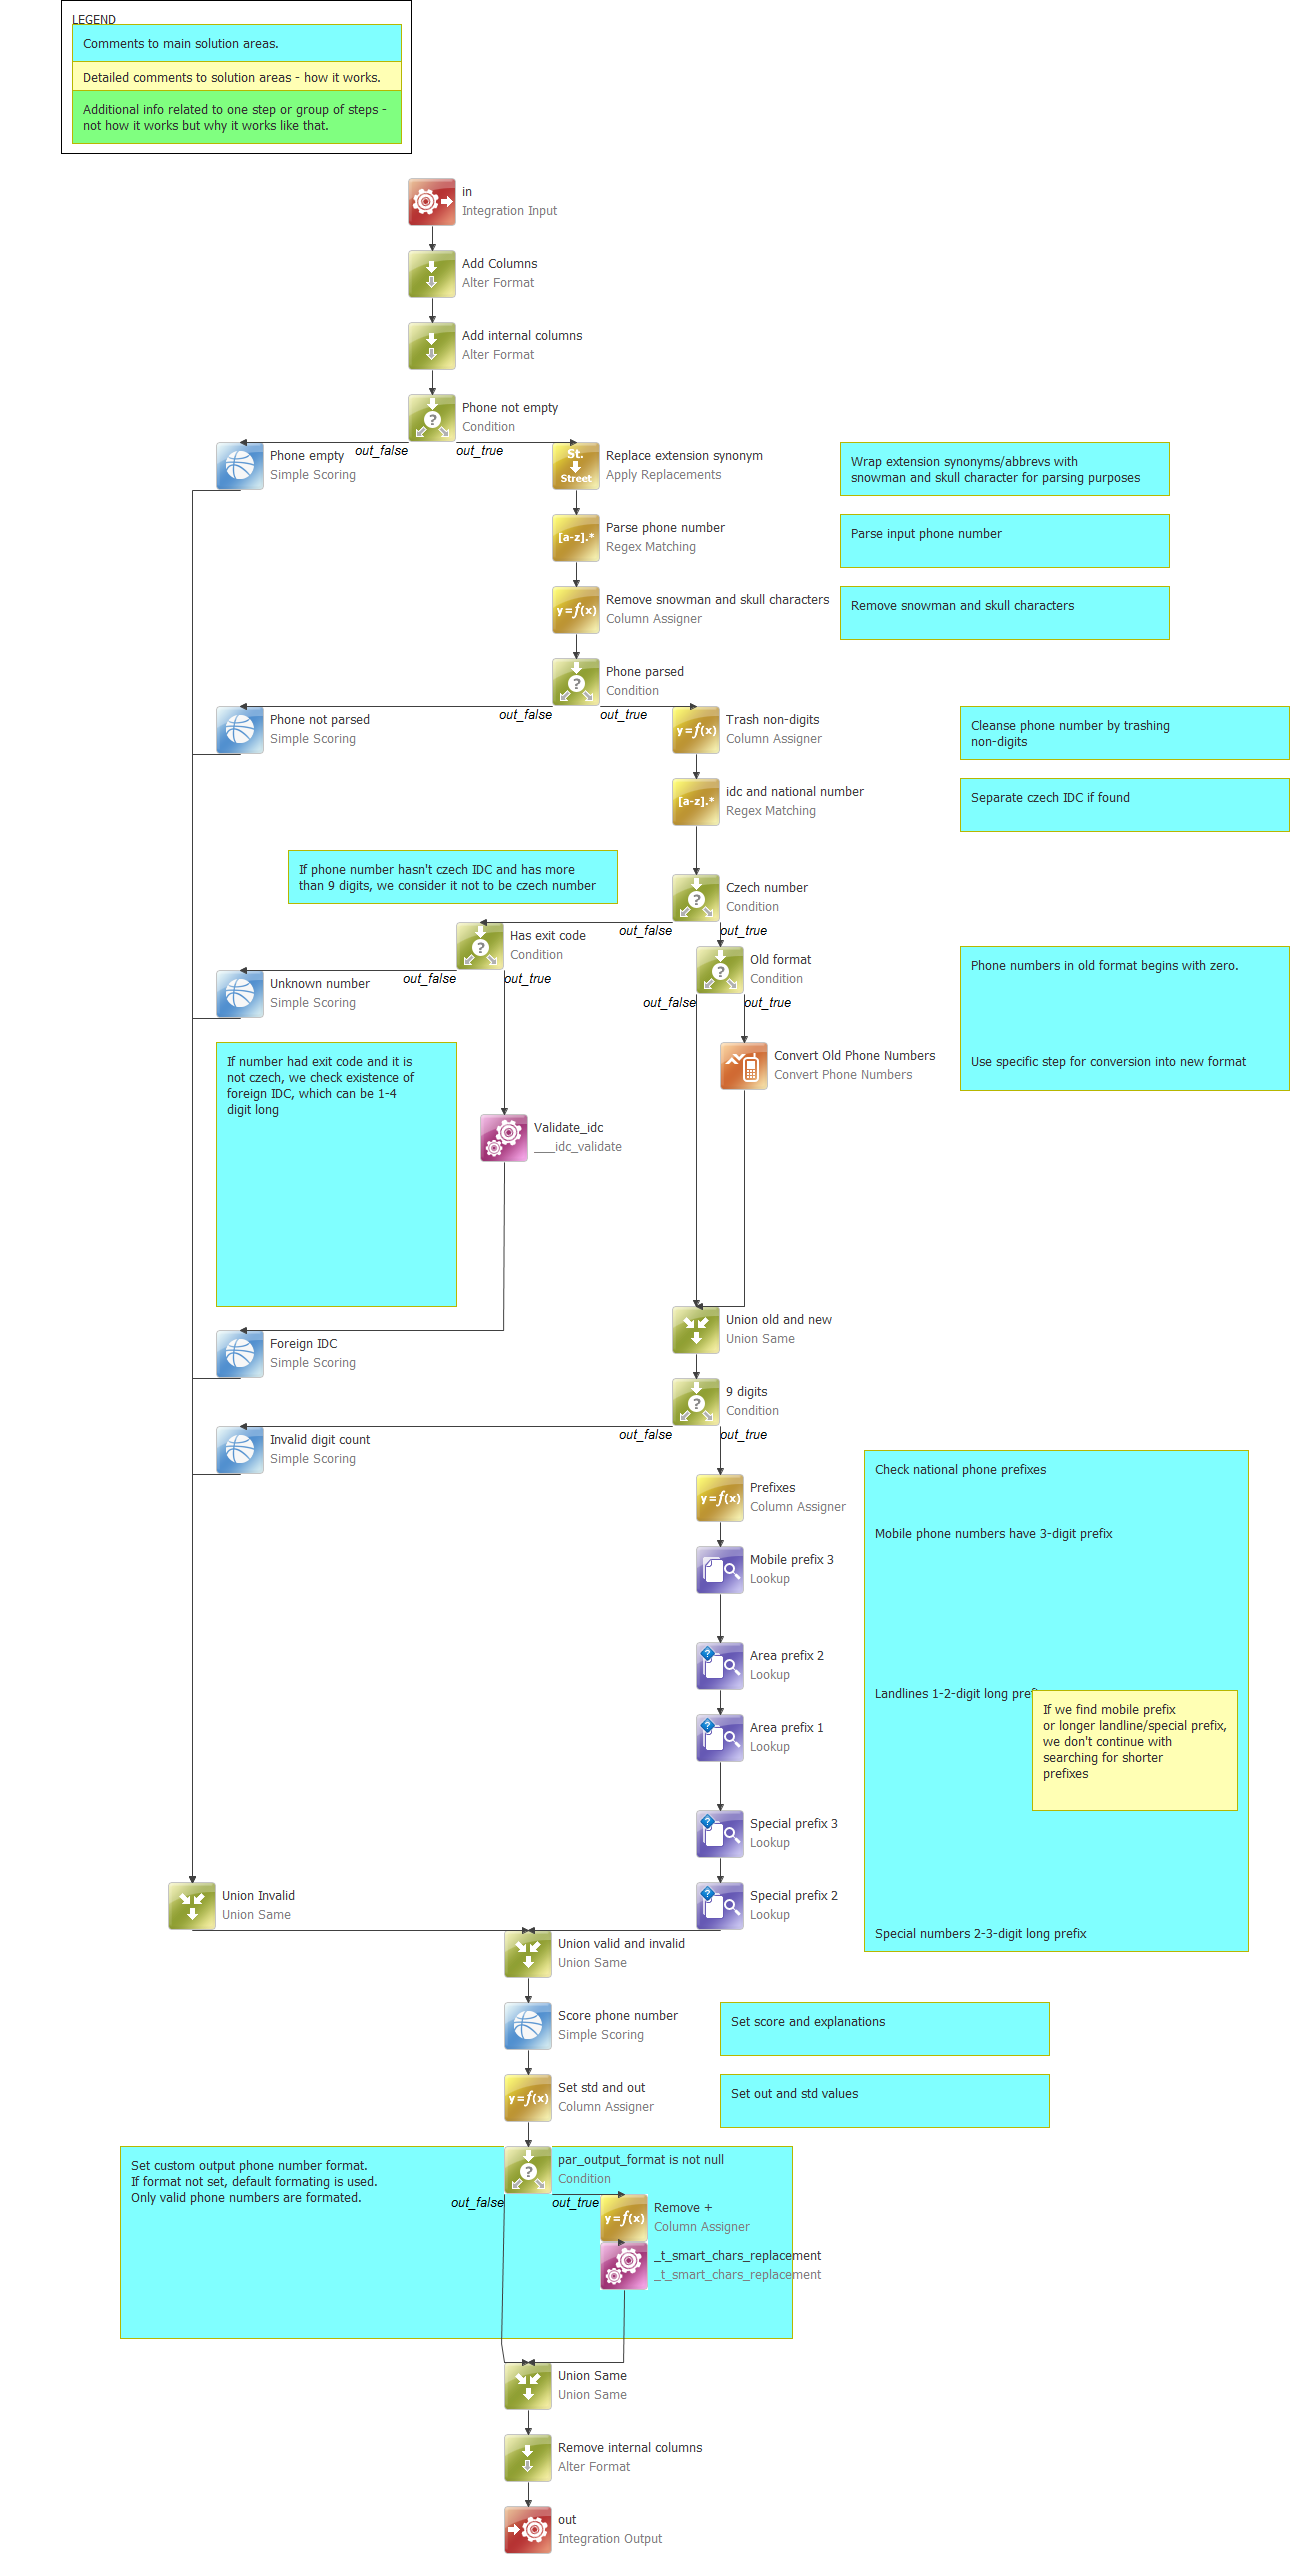 LEGEND
Comments to main solution areas.
Detailed comments to solution areas - how it works.
Additional info related to one step or group of steps -
not how it works but why it works like that.
in
Integration Input
Add Columns
Alter Format
Add internal columns
Alter Format
Phone not empty
Condition
out_false
out_true
Phone empty
Simple Scoring
St.
Street
Replace extension synonym
Apply Replacements
Wrap extension synonyms/abbrevs with
snowman and skull character for parsing purposes
[a-z].*
Parse phone number
Regex Matching
Parse input phone number
y=f(x)
Remove snowman and skull characters
Column Assigner
Remove snowman and skull characters
Phone parsed
Condition
out_false
out_true
Phone not parsed
Simple Scoring
y=f(x)
Trash non-digits
Column Assigner
Cleanse phone number by trashing
non-digits
[a-z].*
idc and national number
Regex Matching
Separate czech IDC if found
If phone number hasn't czech IDC and has more
than 9 digits, we consider it not to be czech number
Czech number
Condition
out_false
out_true
Has exit code
Condition
out_false
out_true
Old format
Condition
out_false
out_true
Phone numbers in old format begins with zero.
Use specific step for conversion into new format
Unknown number
Simple Scoring
Convert Old Phone Numbers
Convert Phone Numbers
If number had exit code and it is
not czech, we check existence of
foreign IDC, which can be 1-4
digit long
Validate_idc
___idc_validate
Union old and new
Union Same
Foreign IDC
Simple Scoring
9 digits
Condition
out_false
out_true
Invalid digit count
Simple Scoring
y=f(x)
Prefixes
Column Assigner
Check national phone prefixes
Mobile phone numbers have 3-digit prefix
Mobile prefix 3
Lookup
Area prefix 2
Lookup
Landlines 1-2-digit long pref
If we find mobile prefix
or longer landline/special prefix,
we don't continue with
searching for shorter
prefixes
Area prefix 1
Lookup
Special prefix 3
Lookup
Special prefix 2
Lookup
Special numbers 2-3-digit long prefix
Union Invalid
Union Same
Union valid and invalid
Union Same
Score phone number
Simple Scoring
Set score and explanations
y=f(x)
Set std and out
Column Assigner
Set out and std values
Set custom output phone number format.
If format not set, default formating is used.
Only valid phone numbers are formated.
par_output_format is not null
Condition
out_false
out_true
y=f(x)
Remove +
Column Assigner
_t_smart_chars_replacement
_t_smart_chars_replacement
Union Same
Union Same
Remove internal columns
Alter Format
out
Integration Output